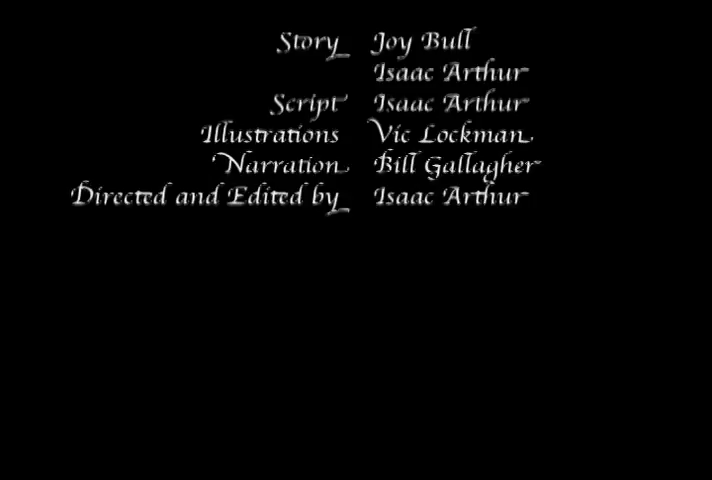 Story Joy Bull
Isaac Arthur
Script Isaac Arthur
Illustrations Vic Lockman
Narration Bill Gallagher
Directed and Edited by Isaac Arthur